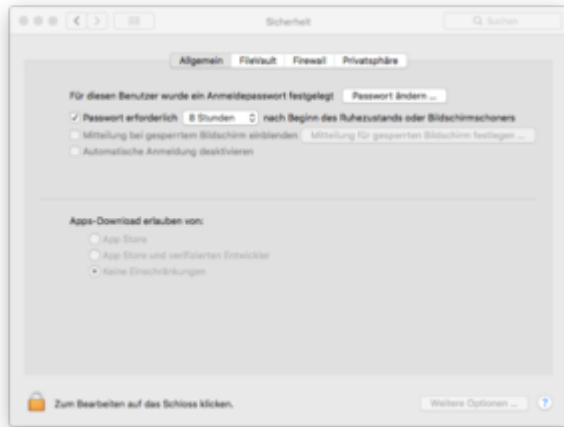 Sicherheit
Suchen
Allgemein FileVault Firewall Privatsphäre
Für diesen Benutzer wurde ein Anmeldepasswort festgelegt Passwort ändern ...
Passwort erforderlich 8 Stunden nach Beginn des Ruhezustands oder Bildschirmschoners
Mitteilung bei gesperrtem Bildschirm einblenden Mitteilung für gesperrten Bildschirm festlegen ...
Automatische Anmeldung deaktivieren
Apps-Download erlauben von:
App Store
App Store und verifizierten Entwickler
Keine Einschränkungen
Zum Bearbeiten auf das Schloss klicken.
Weitere Optionen ... ?